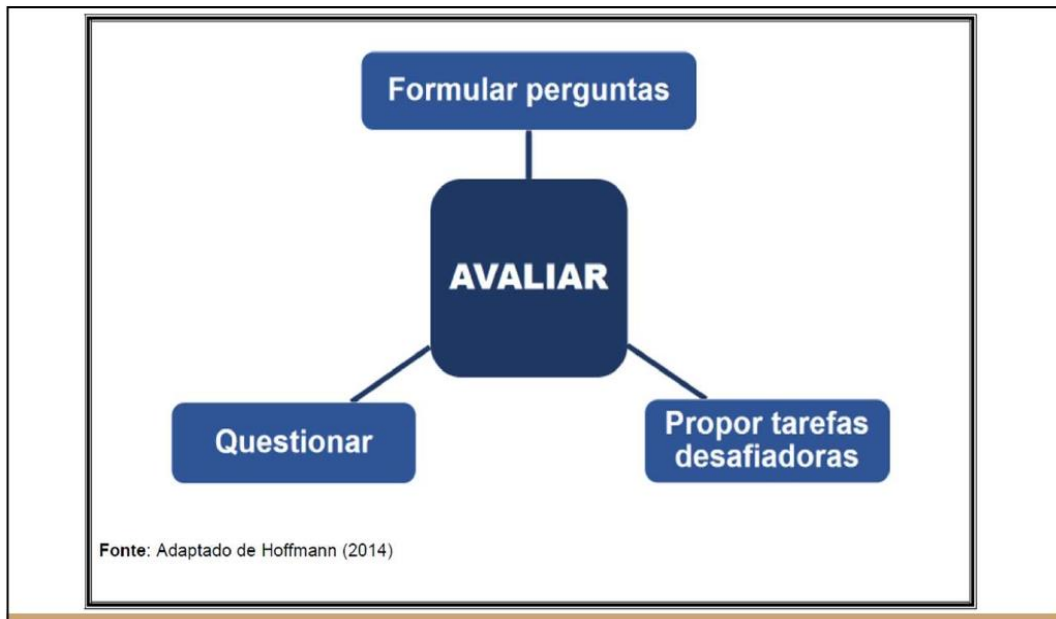 Formular perguntas
AVALIAR
Questionar
Propor tarefas
desafiadoras
Fonte: Adaptado de Hoffmann (2014)